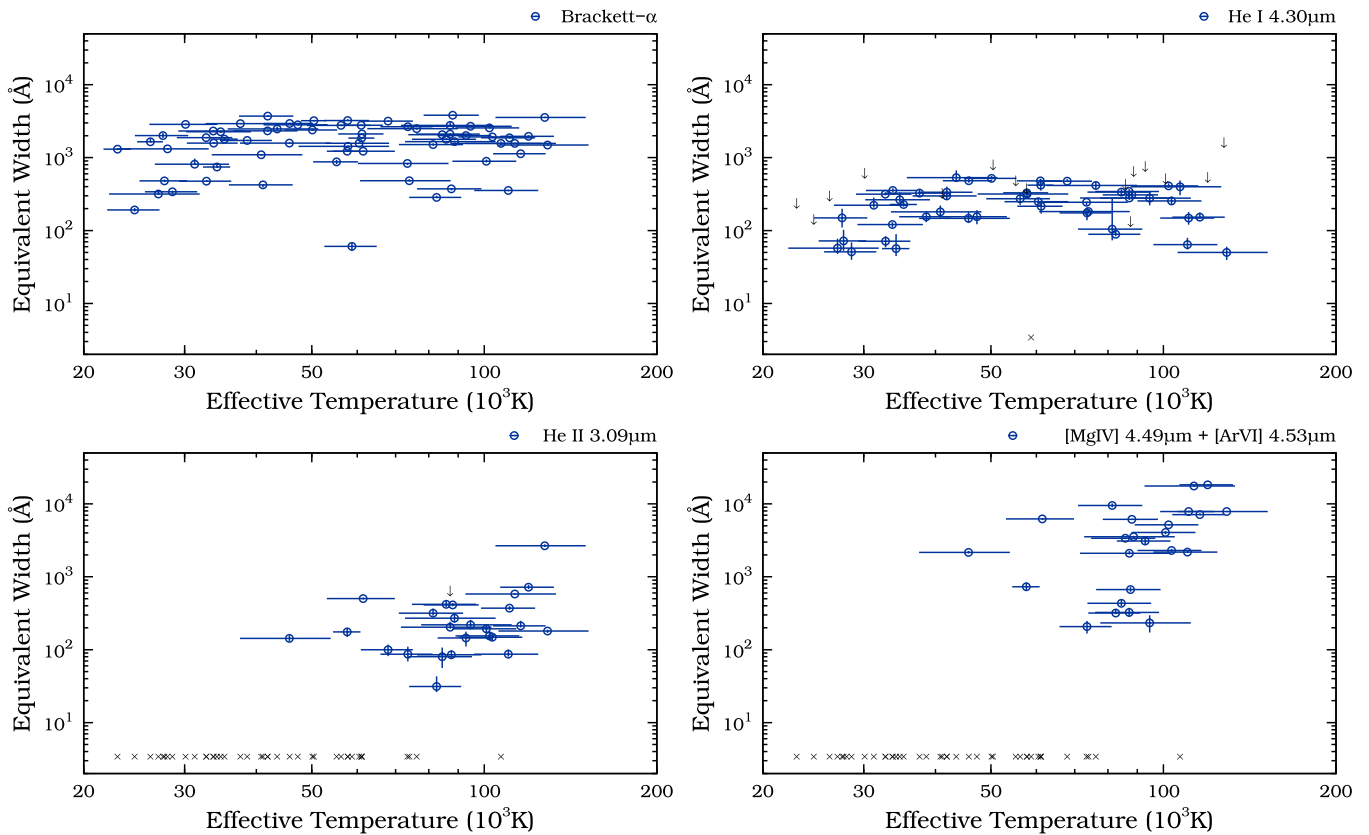 Brackett−α
10⁴
10³
10²
10¹
Equivalent Width (Å)
20 30 50 100 200
Effective Temperature (10³K)
He I 4.30μm
10⁴
10³
10²
10¹
Equivalent Width (Å)
20 30 50 100 200
Effective Temperature (10³K)
He II 3.09μm
10⁴
10³
10²
10¹
Equivalent Width (Å)
20 30 50 100 200
Effective Temperature (10³K)
[MgIV] 4.49μm + [ArVI] 4.53μm
10⁴
10³
10²
10¹
Equivalent Width (Å)
20 30 50 100 200
Effective Temperature (10³K)